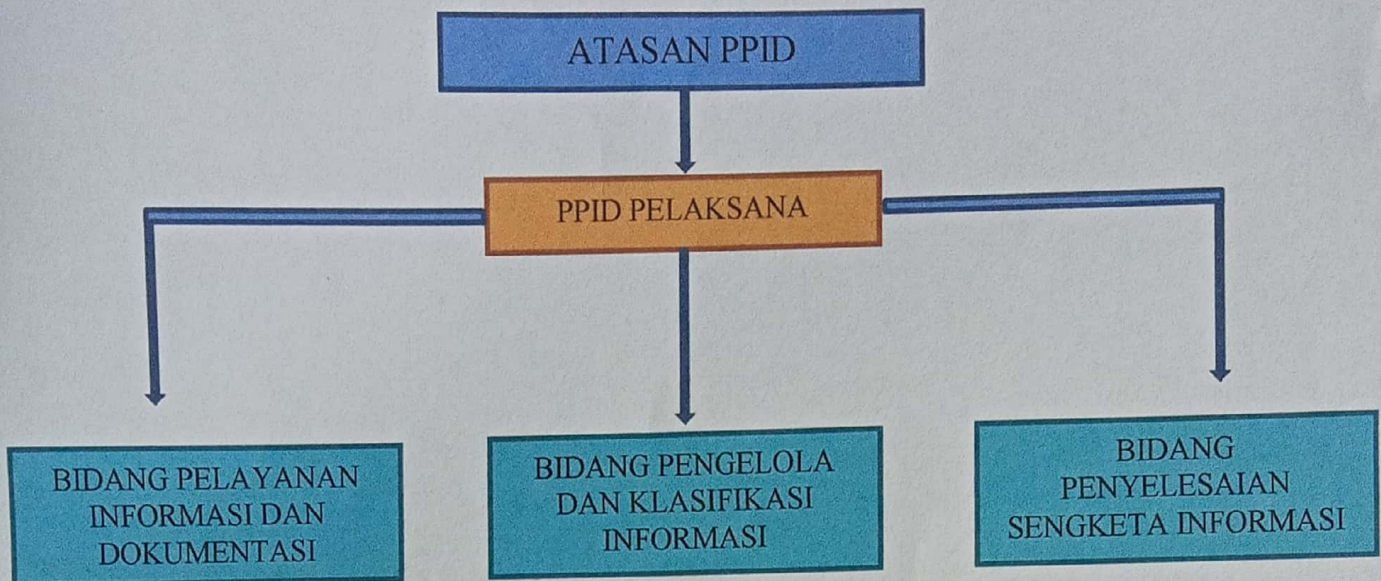 ATASAN PPID
PPID PELAKSANA
BIDANG PELAYANAN
INFORMASI DAN
DOKUMENTASI
BIDANG PENGELOLA
DAN KLASIFIKASI
INFORMASI
BIDANG
PENYELESAIAN
SENGKETA INFORMASI